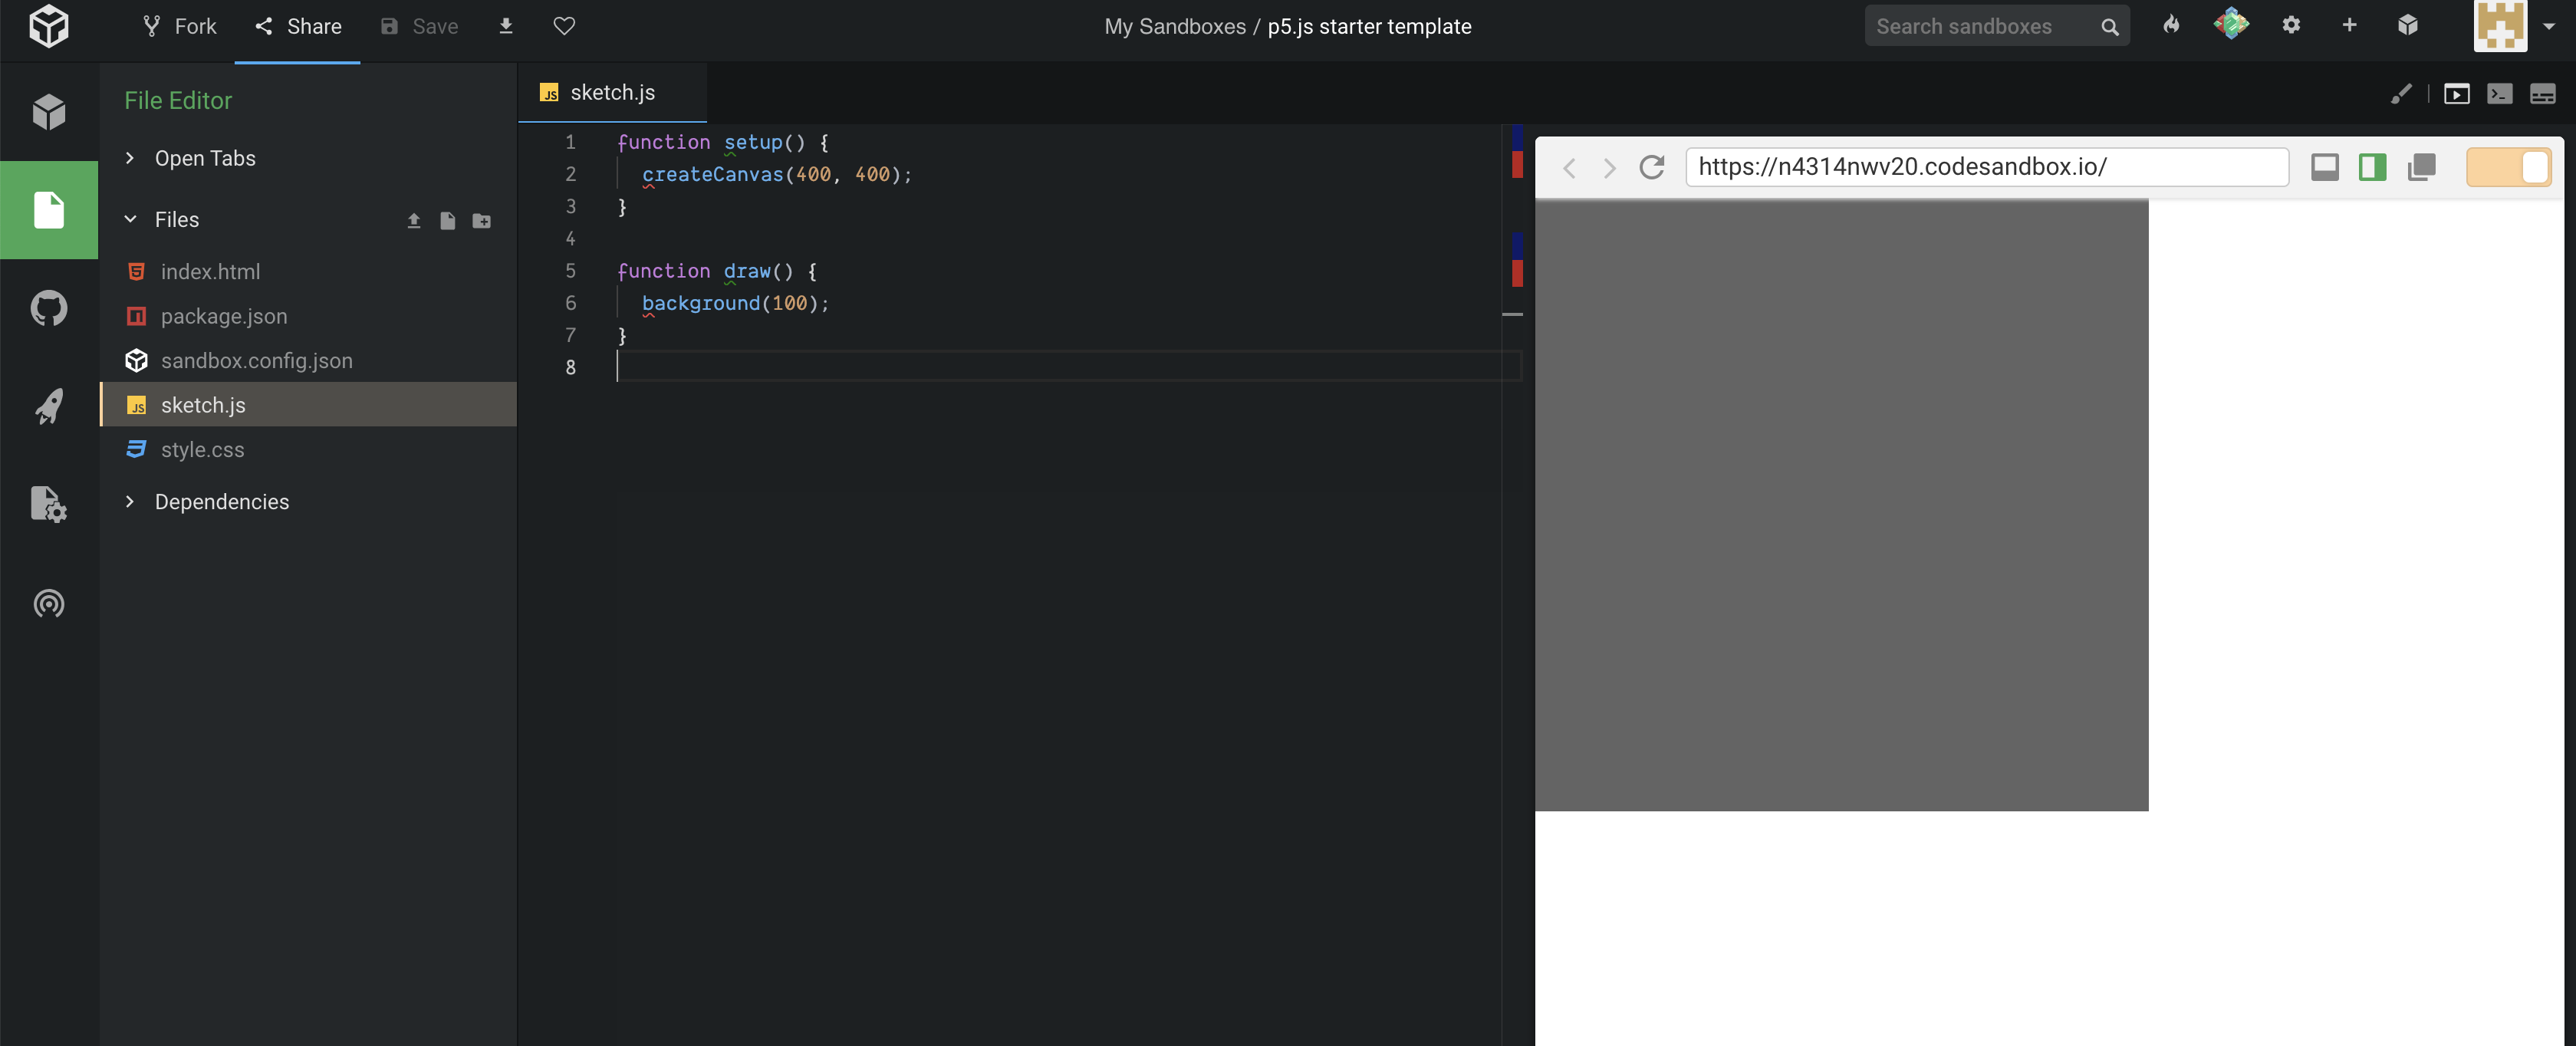 Fork Share Save My Sandboxes / p5.js starter template Search sandboxes
File Editor
Open Tabs
Files
index.html
package.json
sandbox.config.json
JS sketch.js
style.css
Dependencies
JS sketch.js
1 function setup() {
2 createCanvas(400, 400);
3 }
4
5 function draw() {
6 background(100);
7 }
8
https://n4314nwv20.codesandbox.io/